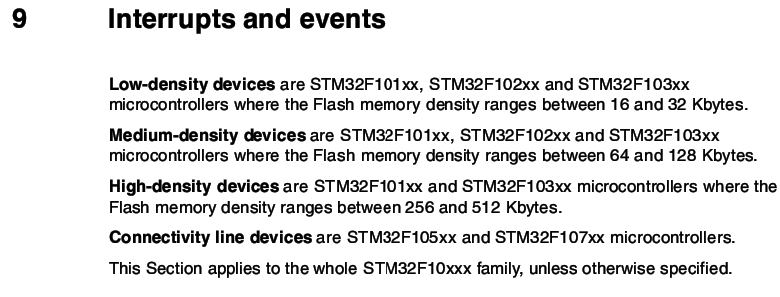 9 Interrupts and events
Low-density devices are STM32F101xx, STM32F102xx and STM32F103xx
microcontrollers where the Flash memory density ranges between 16 and 32 Kbytes.
Medium-density devices are STM32F101xx, STM32F102xx and STM32F103xx
microcontrollers where the Flash memory density ranges between 64 and 128 Kbytes.
High-density devices are STM32F101xx and STM32F103xx microcontrollers where the
Flash memory density ranges between 256 and 512 Kbytes.
Connectivity line devices are STM32F105xx and STM32F107xx microcontrollers.
This Section applies to the whole STM32F10xxx family, unless otherwise specified.